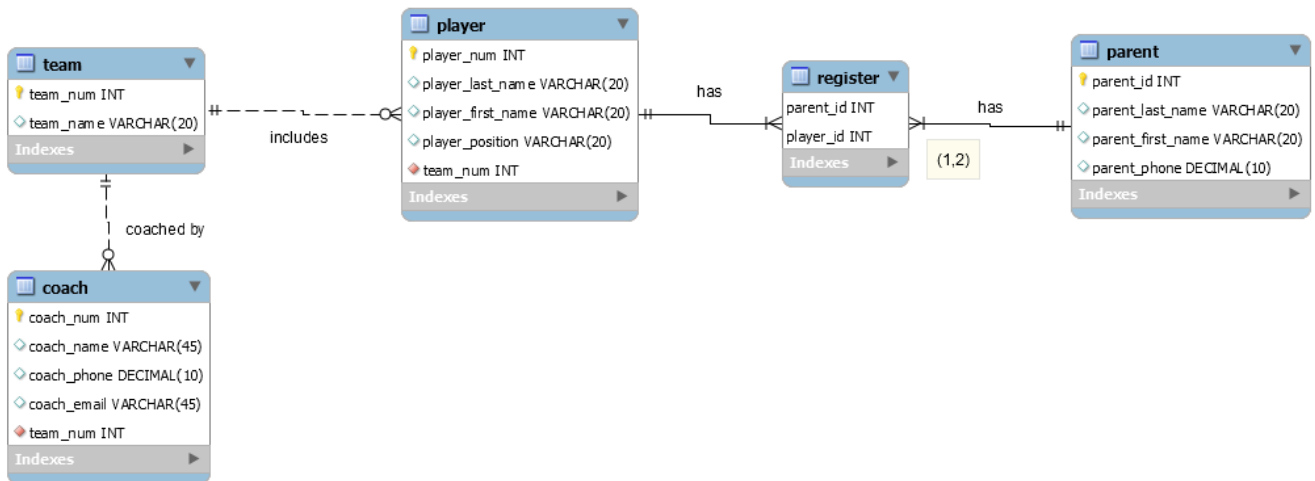 team
team_num INT
team_name VARCHAR(20)
Indexes
includes
player
player_num INT
player_last_name VARCHAR(20)
player_first_name VARCHAR(20)
player_position VARCHAR(20)
team_num INT
Indexes
has
register
parent_id INT
player_id INT
Indexes
has
(1,2)
parent
parent_id INT
parent_last_name VARCHAR(20)
parent_first_name VARCHAR(20)
parent_phone DECIMAL(10)
Indexes
coached by
coach
coach_num INT
coach_name VARCHAR(45)
coach_phone DECIMAL(10)
coach_email VARCHAR(45)
team_num INT
Indexes